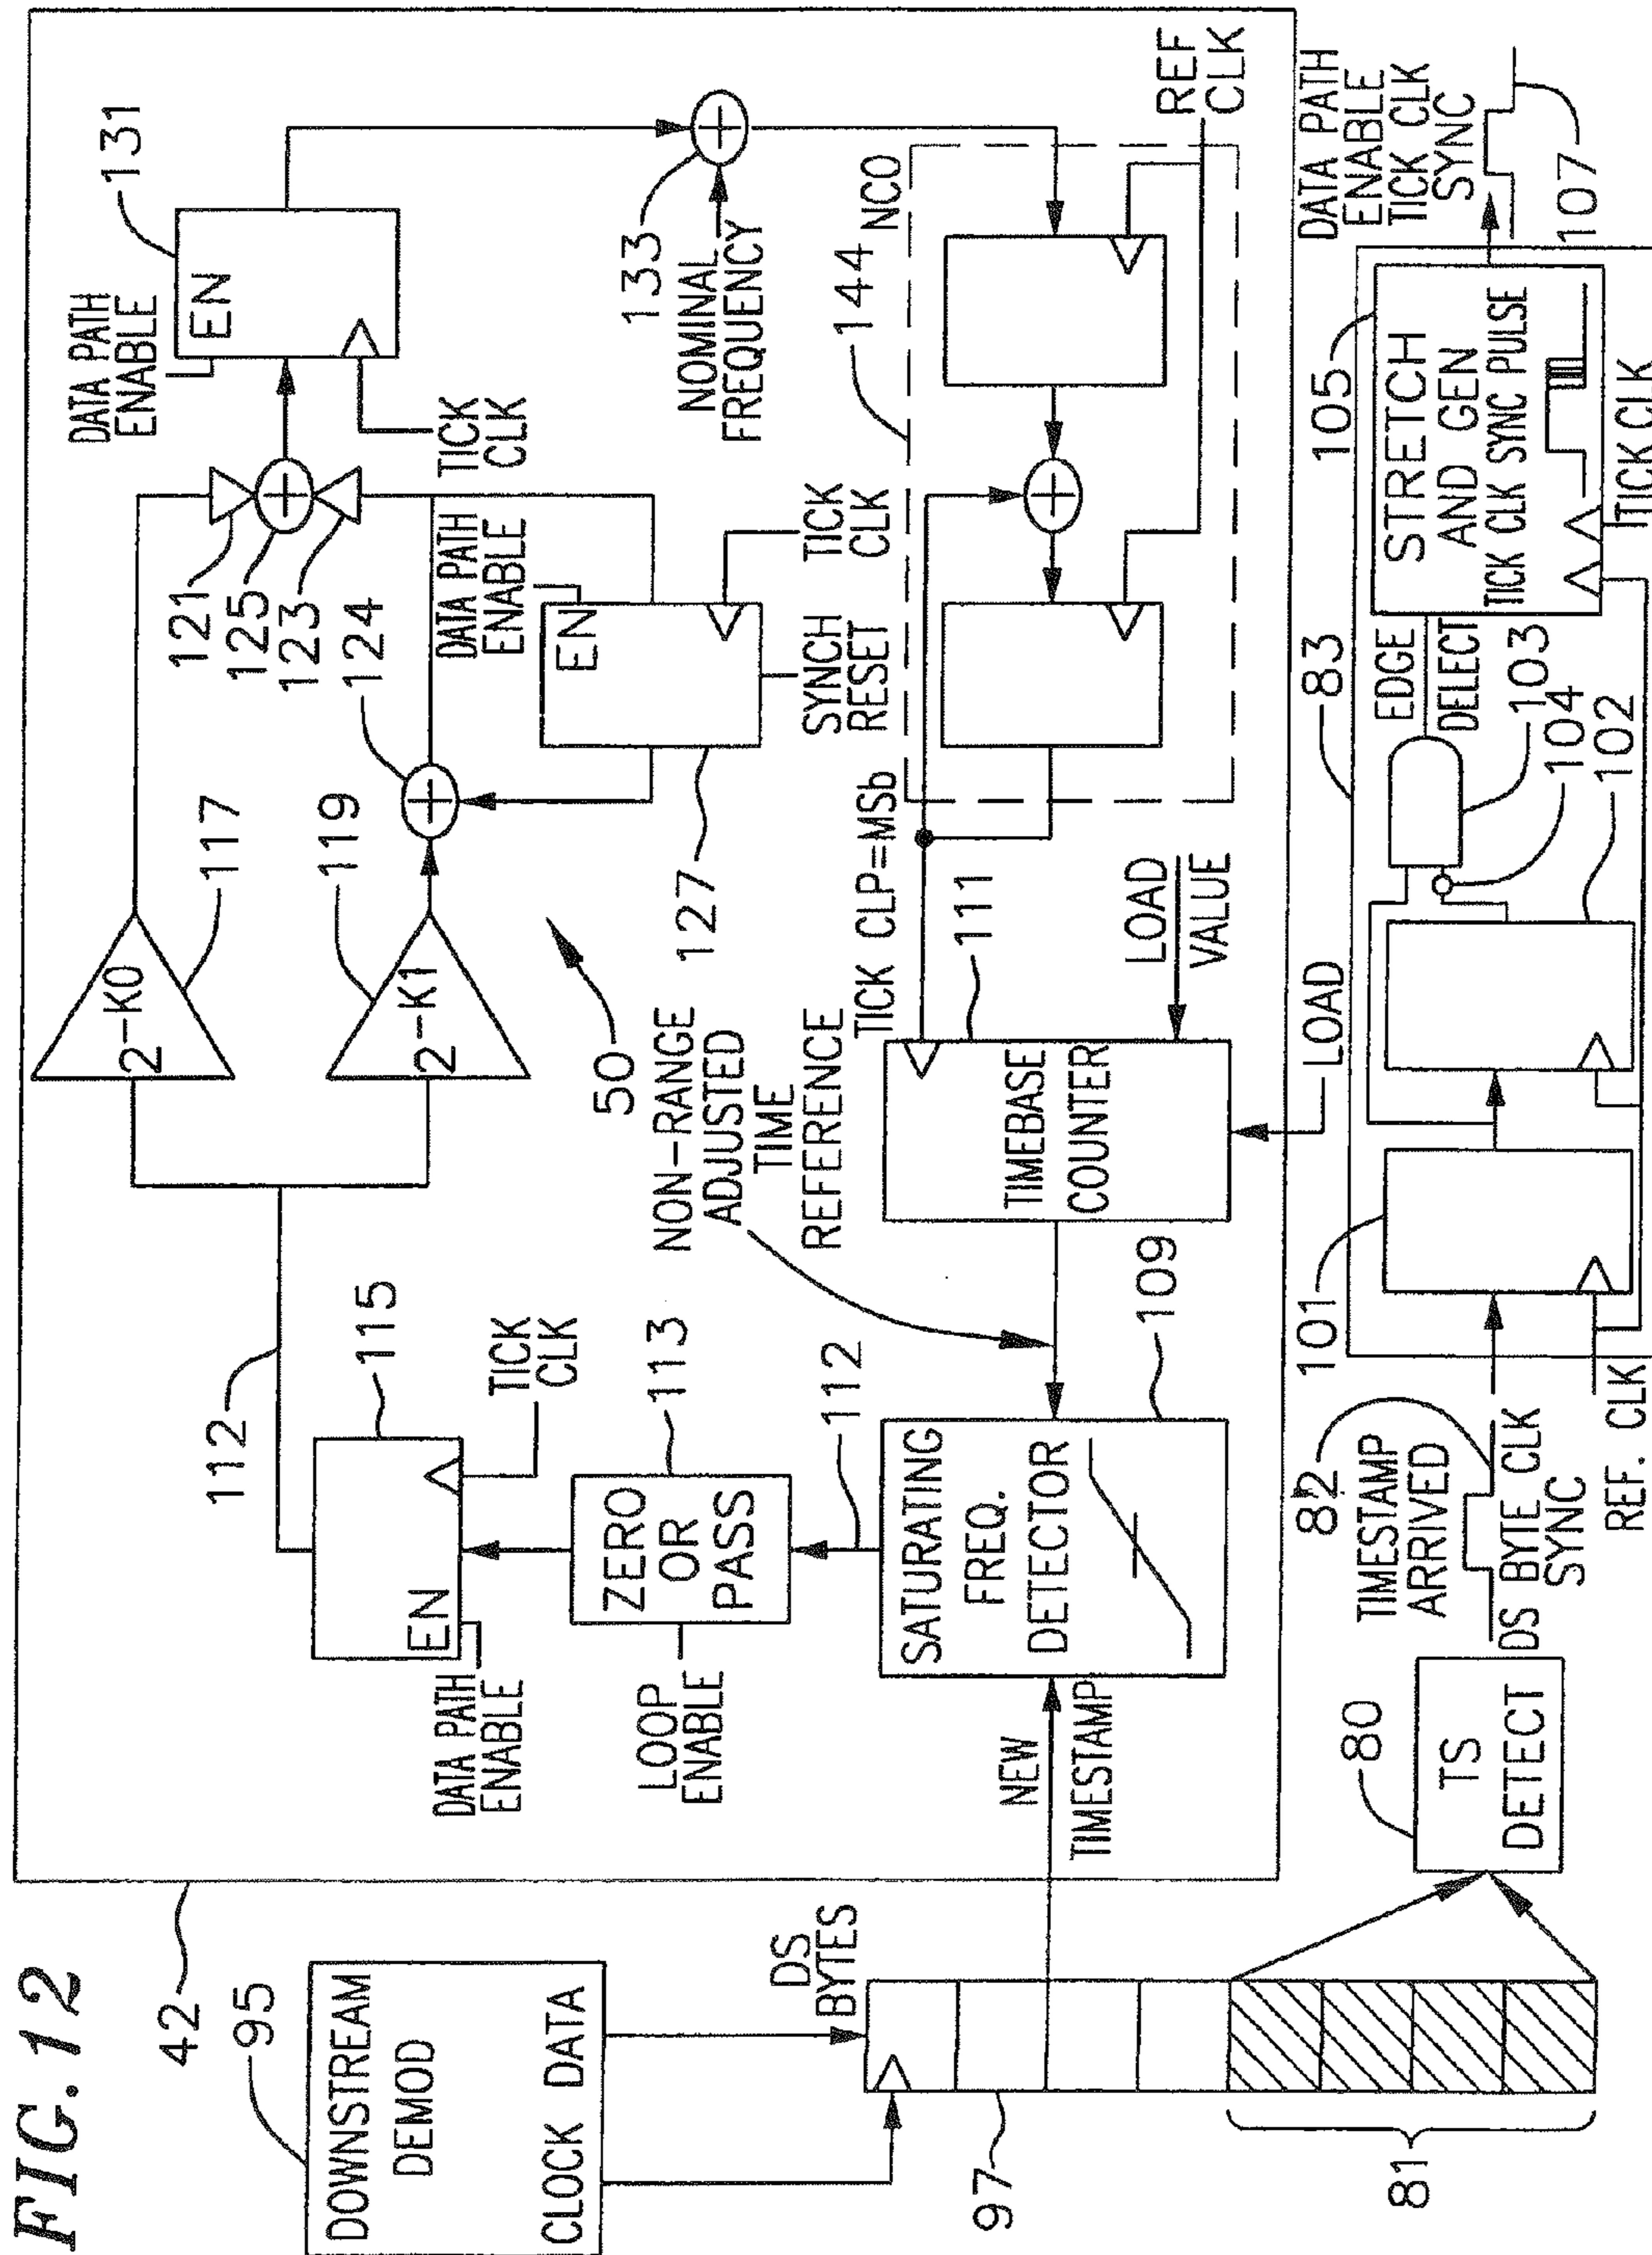 FIG.12
42
95
DOWNSTREAM
DEMOD
CLOCK DATA
DS
BYTES
97
81
NEW
TIMESTAMP
80
TS
DETECT
TIMESTAMP
ARRIVED
82
DS BYTE CLK
SYNC
REF. CLK
SATURATING
FREQ.
DETECTOR
109
112
ZERO
OR
PASS
113
LOOP
ENABLE
115
EN
DATA PATH
ENABLE
TICK
CLK
112
2-K0
117
2-K1
119
50
NON-RANGE
ADJUSTED
TIME
REFERENCE
TIMEBASE
COUNTER
111
TICK CLP=MSb
LOAD
VALUE
LOAD
121
125
123
124
127
EN
DATA PATH
ENABLE
TICK
CLK
SYNCH
RESET
131
EN
DATA PATH
ENABLE
TICK
CLK
133
NOMINAL
FREQUENCY
144
NCO
REF
CLK
83
101
102
104
103
EDGE
DELECT
105
STRETCH
AND GEN
TICK CLK SYNC PULSE
TICK CLK
DATA PATH
ENABLE
TICK CLK
SYNC
107